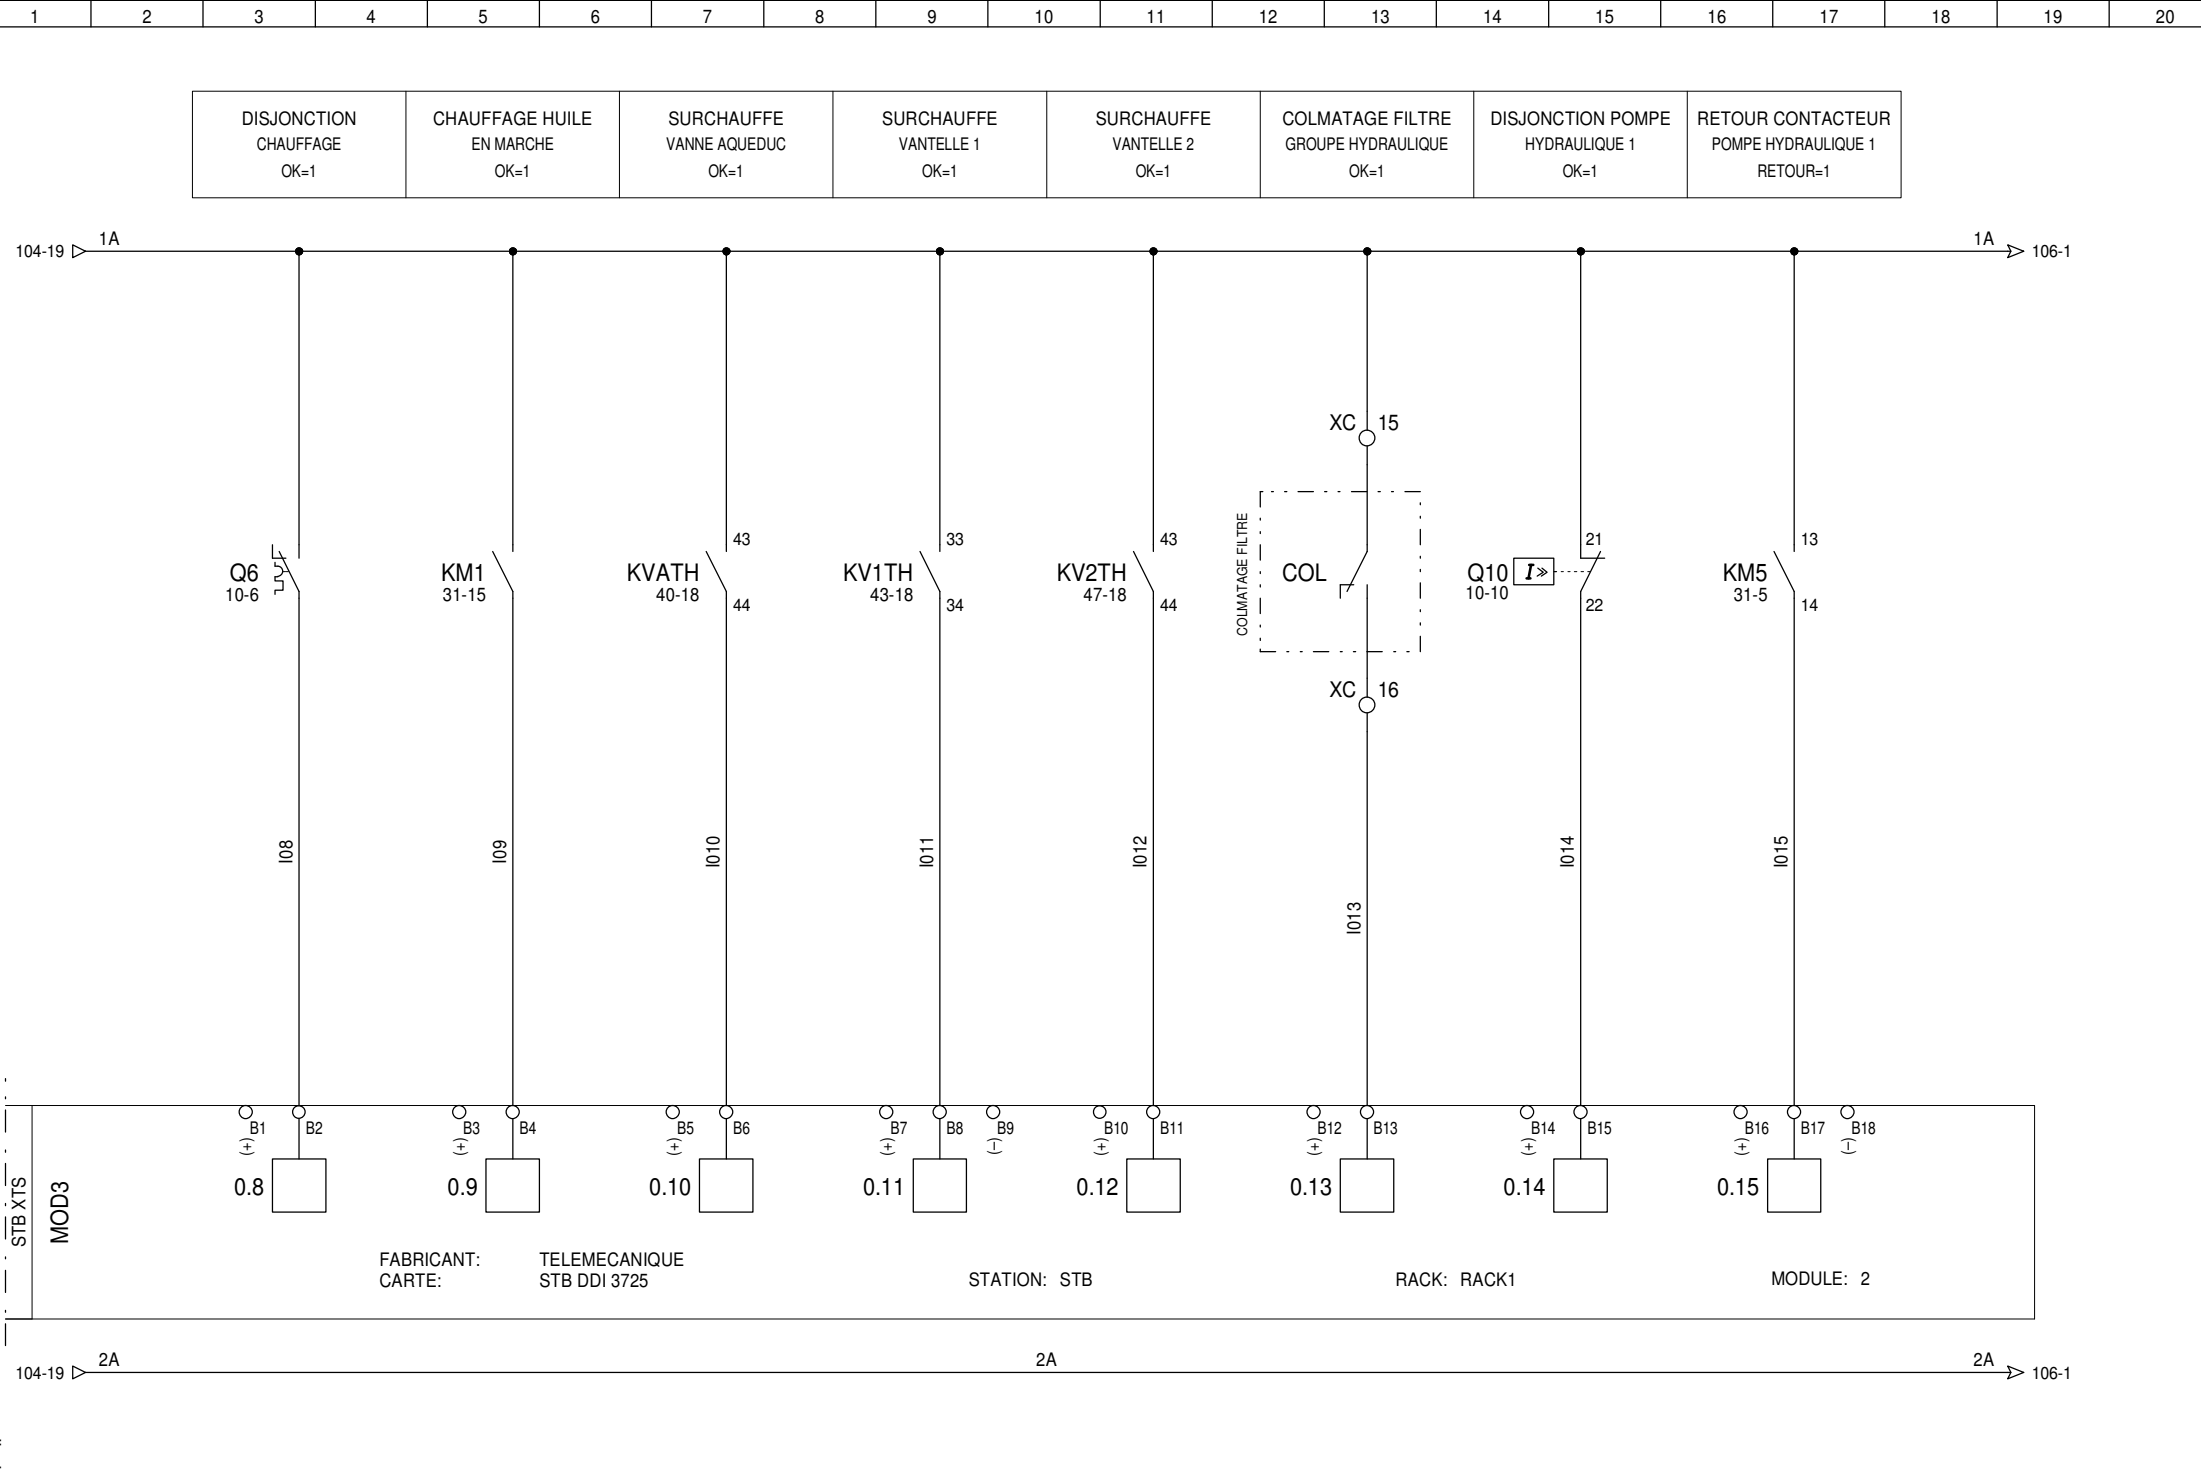 1 2 3 4 5 6 7 8 9 10 11 12 13 14 15 16 17 18 19 20
DISJONCTION CHAUFFAGE HUILE SURCHAUFFE SURCHAUFFE SURCHAUFFE COLMATAGE FILTRE DISJONCTION POMPE RETOUR CONTACTEUR
CHAUFFAGE EN MARCHE VANNE AQUEDUC VANTELLE 1 VANTELLE 2 GROUPE HYDRAULIQUE HYDRAULIQUE 1 POMPE HYDRAULIQUE 1
OK=1 OK=1 OK=1 OK=1 OK=1 OK=1 OK=1 RETOUR=1
1A 1A
104-19 106-1
XC 15
43 33 43 21 13
Q6 KM1 KVATH KV1TH KV2TH COLMATAGE FILTRE COL Q10 I>> KM5
10-6 31-15 40-18 43-18 47-18 10-10 31-5
44 34 44 22 14
XC 16
I08 I09 I010 I011 I012 I013 I014 I015
B1 B2 B3 B4 B5 B6 B7 B8 B9 B10 B11 B12 B13 B14 B15 B16 B17 B18
(+) (+) (+) (+) (−) (+) (+) (+) (+) (−)
STB XTS MOD3 0.8 0.9 0.10 0.11 0.12 0.13 0.14 0.15
FABRICANT: TELEMECANIQUE
CARTE: STB DDI 3725 STATION: STB RACK: RACK1 MODULE: 2
2A 2A 2A
104-19 106-1